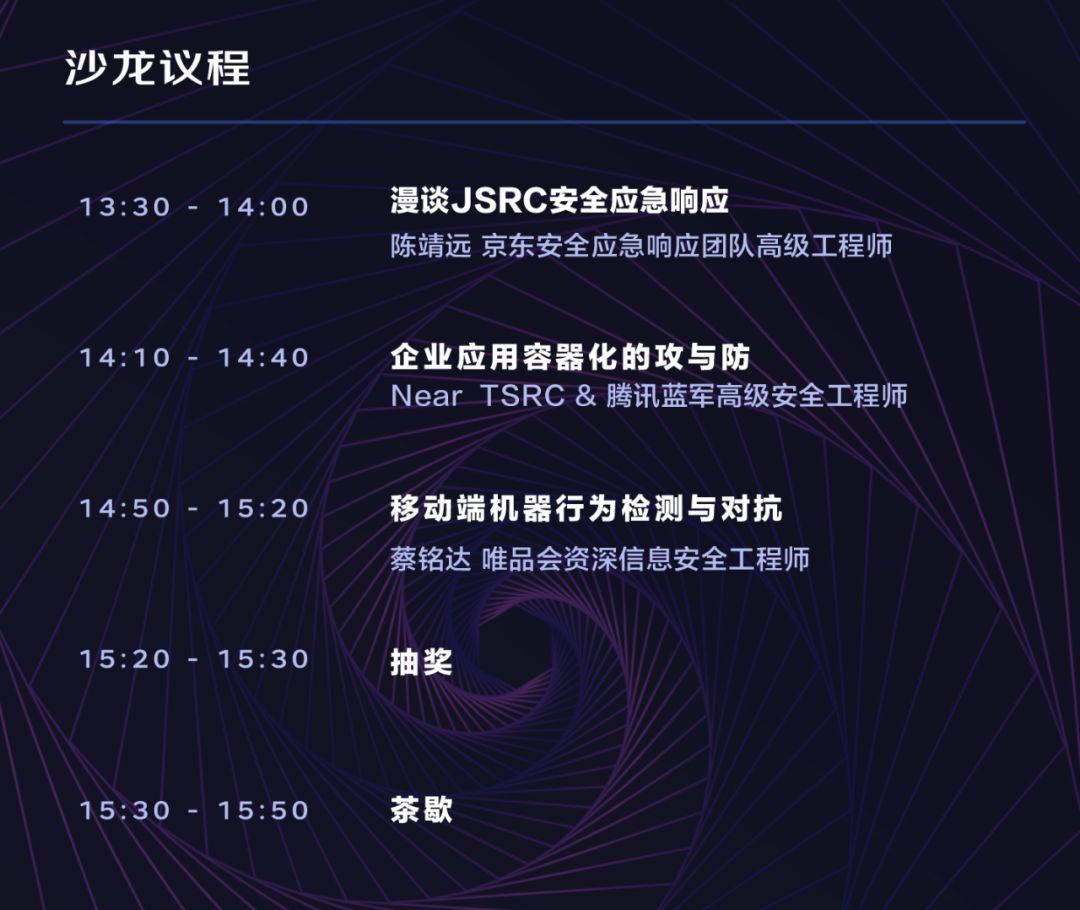 沙龙议程
13:30 - 14:00
漫谈JSRC安全应急响应
陈靖远 京东安全应急响应团队高级工程师
14:10 - 14:40
企业应用容器化的攻与防
Near TSRC & 腾讯蓝军高级安全工程师
14:50 - 15:20
移动端机器行为检测与对抗
蔡铭达 唯品会资深信息安全工程师
15:20 - 15:30
抽奖
15:30 - 15:50
茶歇